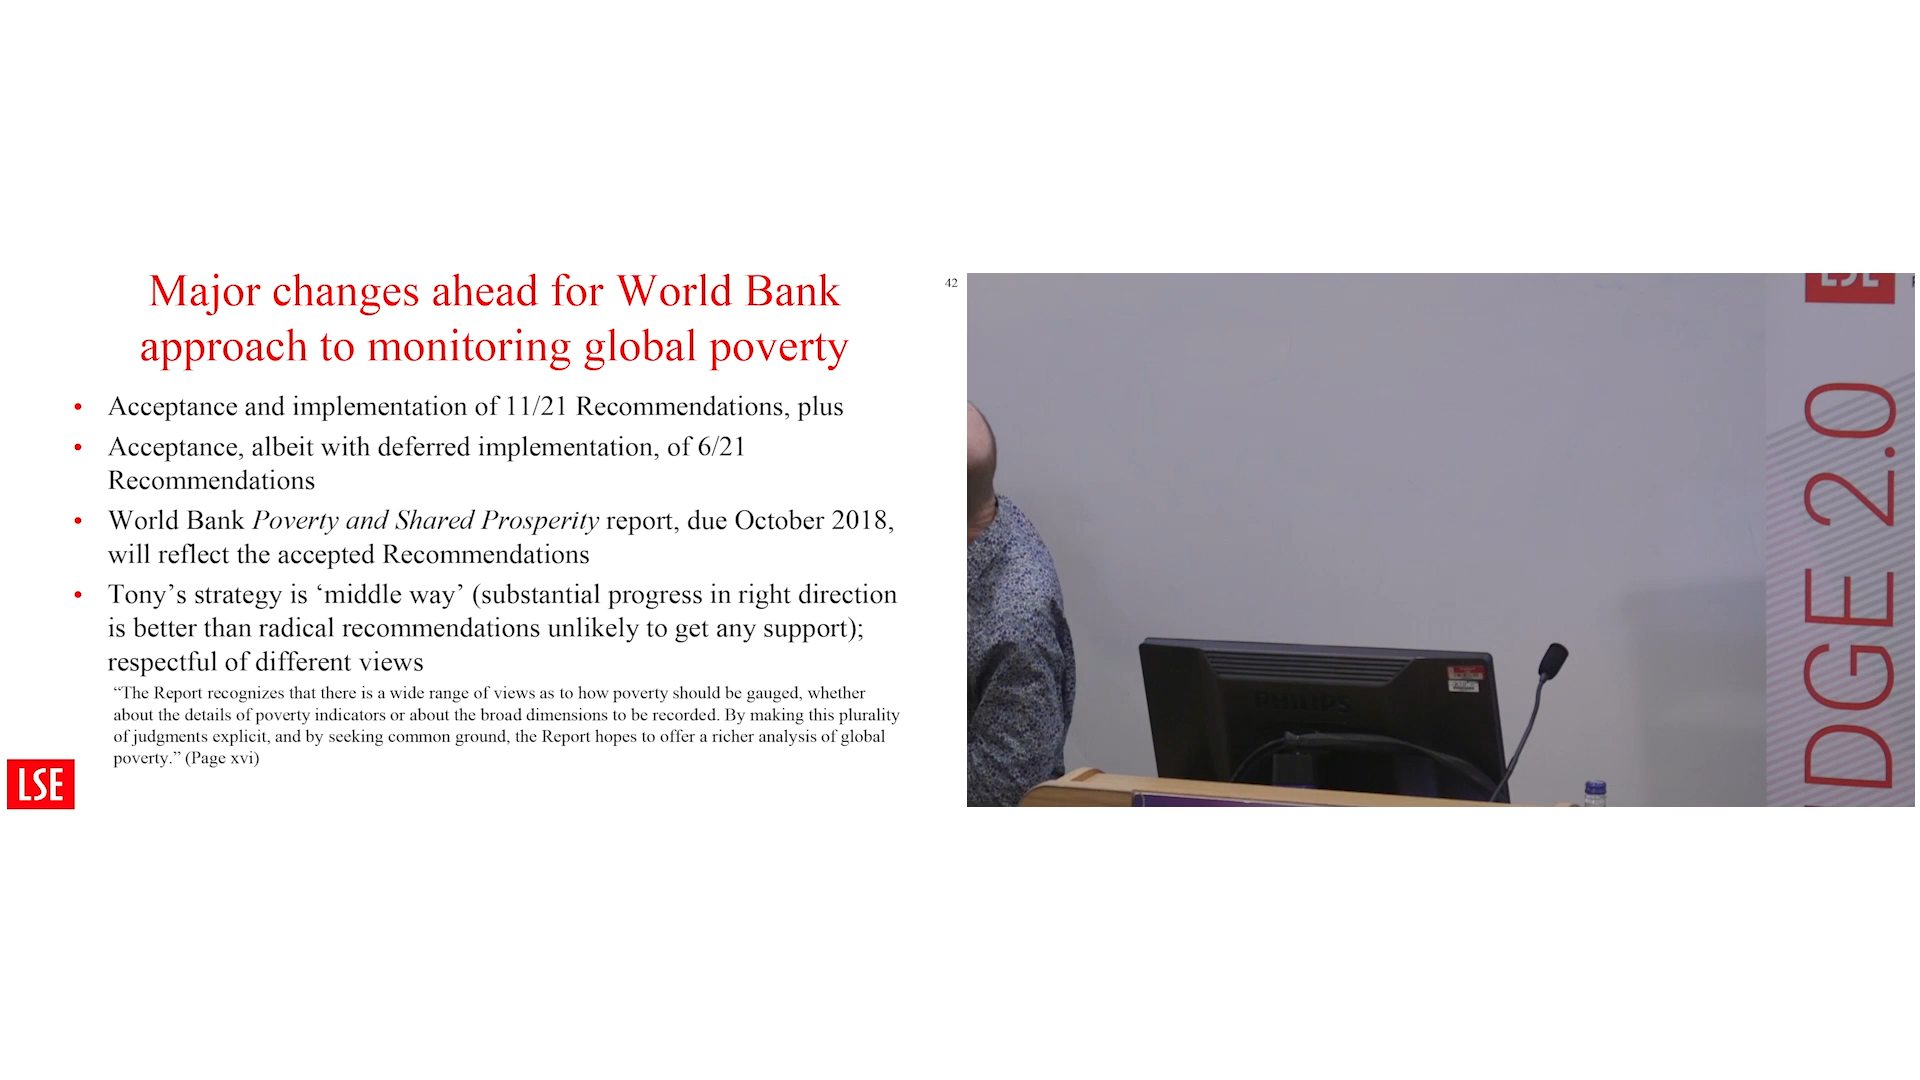 Major changes ahead for World Bank
approach to monitoring global poverty
42
• Acceptance and implementation of 11/21 Recommendations, plus
• Acceptance, albeit with deferred implementation, of 6/21
Recommendations
• World Bank Poverty and Shared Prosperity report, due October 2018,
will reflect the accepted Recommendations
• Tony’s strategy is ‘middle way’ (substantial progress in right direction
is better than radical recommendations unlikely to get any support);
respectful of different views
“The Report recognizes that there is a wide range of views as to how poverty should be gauged, whether
about the details of poverty indicators or about the broad dimensions to be recorded. By making this plurality
of judgments explicit, and by seeking common ground, the Report hopes to offer a richer analysis of global
poverty.” (Page xvi)
LSE
LSE
DGE 2.0
PHILIPS